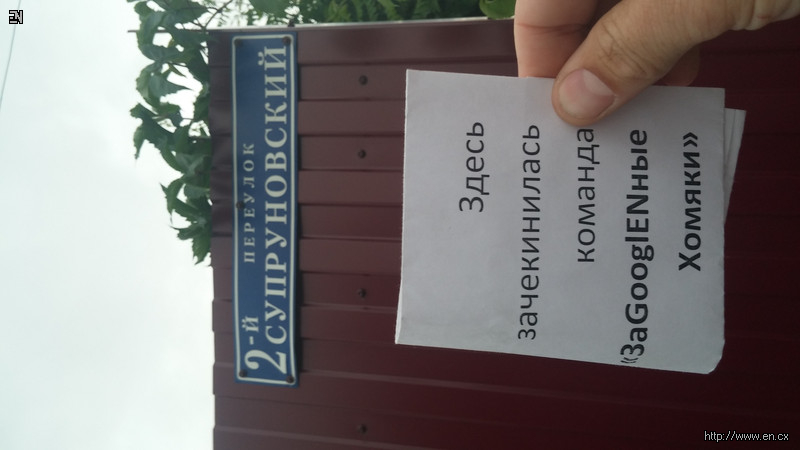 ПЕРЕУЛОК
2-Й СУПРУНОВСКИЙ
Здесь
зачекинилась
команда
«ЗаGooglENные
Хомяки»
EN
http://www.en.cx